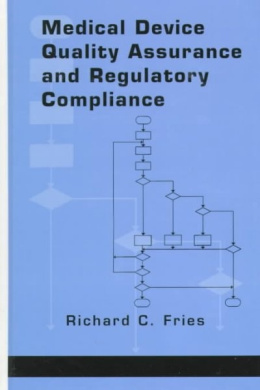 Medical Device
Quality Assurance
and Regulatory
Compliance
Richard C. Fries